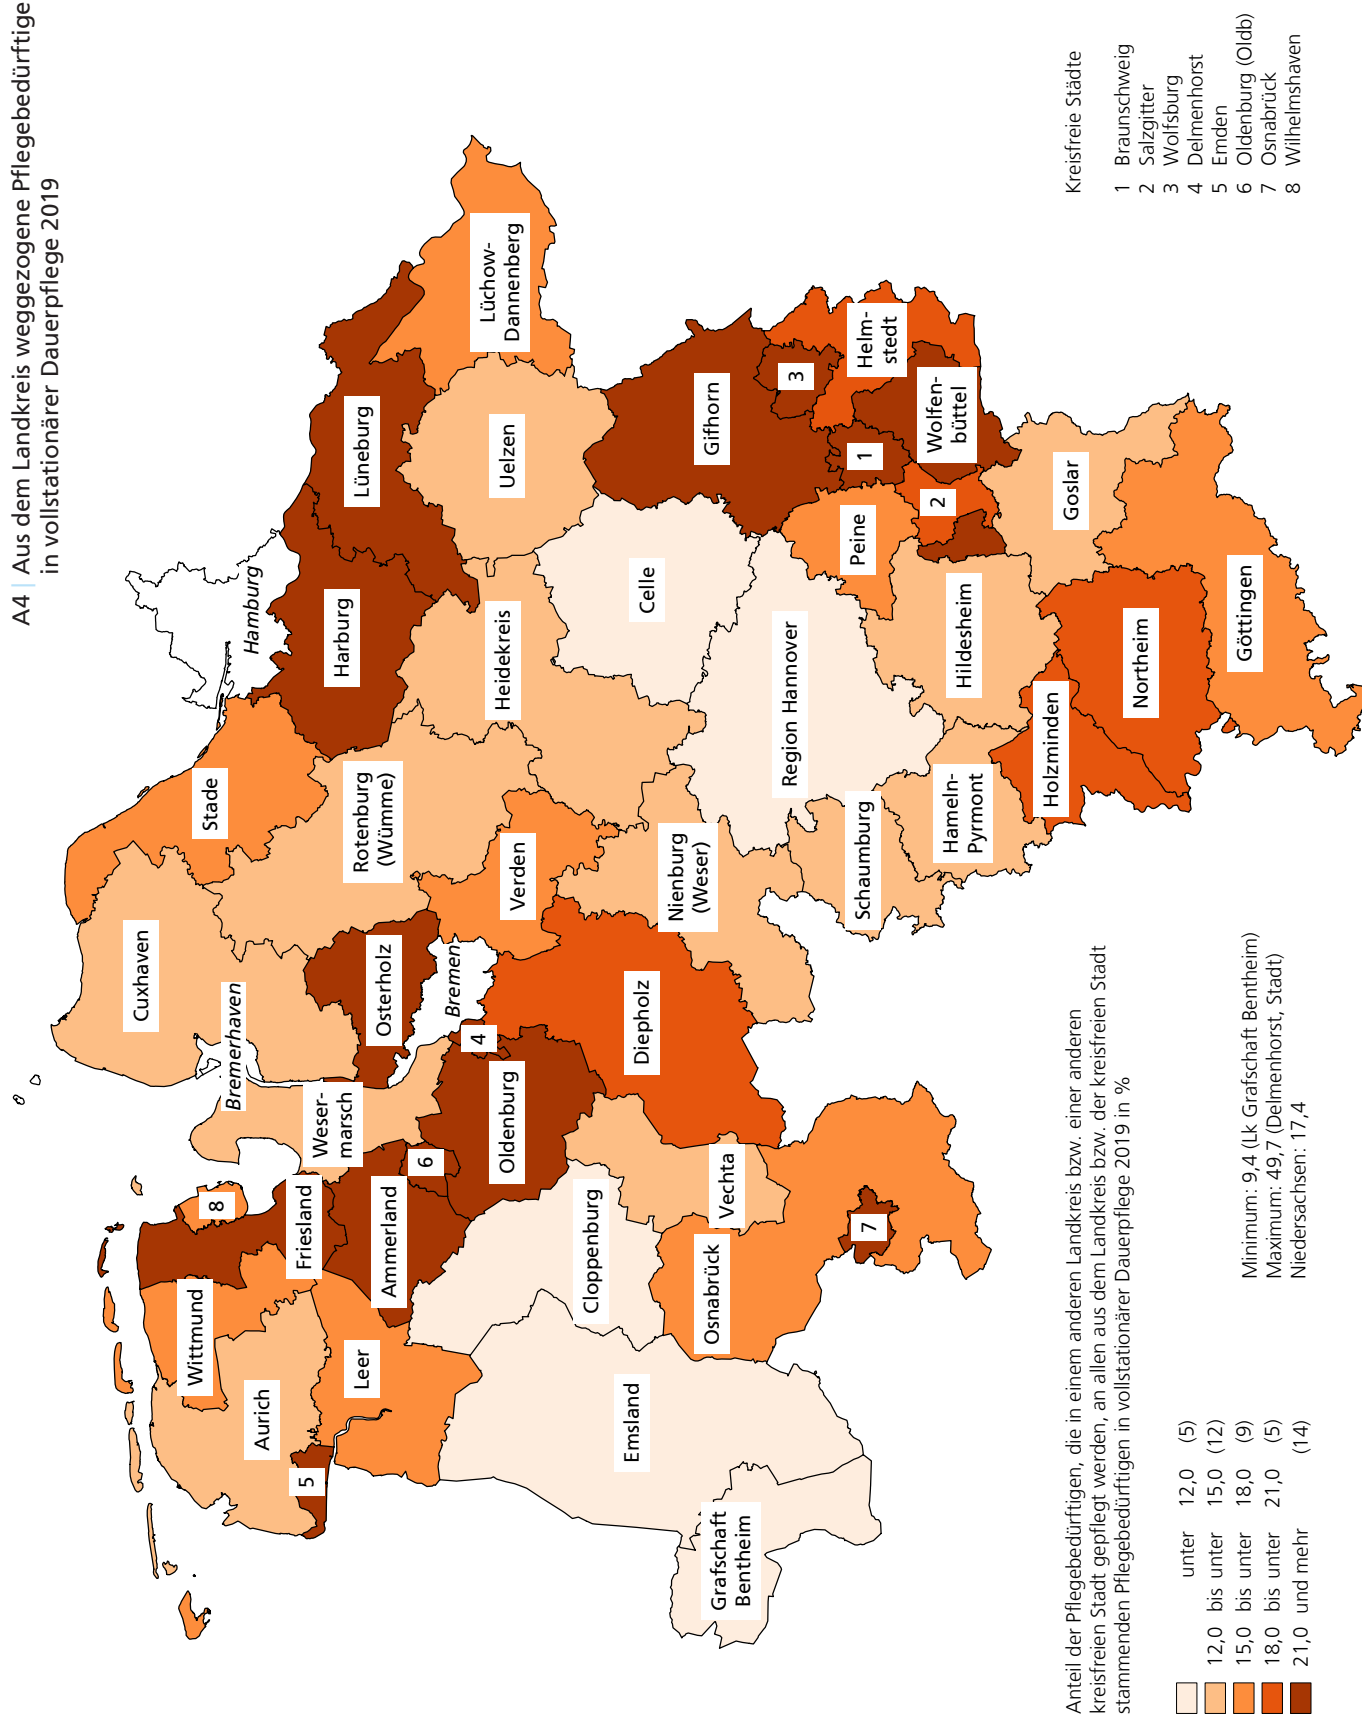 A4 | Aus dem Landkreis weggezogene Pflegebedürftige
in vollstationärer Dauerpflege 2019
Hamburg
Lüneburg
Lüchow-
Dannenberg
Harburg
Stade
Uelzen
Cuxhaven
Rotenburg
(Wümme)
Heidekreis
Bremerhaven
Osterholz
Verden
Celle
Gifhorn
Bremen
3
Helm-
stedt
Weser-
marsch
4
Nienburg
(Weser)
Region Hannover
1
Wolfen-
büttel
8
Oldenburg
Diepholz
Peine
2
Friesland
6
Schaumburg
Hildesheim
Goslar
Wittmund
Ammerland
Vechta
Hameln-
Pyrmont
Aurich
Leer
Cloppenburg
Holzminden
Northeim
5
Osnabrück
7
Göttingen
Emsland
Grafschaft
Bentheim
Kreisfreie Städte
1 Braunschweig
2 Salzgitter
3 Wolfsburg
4 Delmenhorst
5 Emden
6 Oldenburg (Oldb)
7 Osnabrück
8 Wilhelmshaven
Anteil der Pflegebedürftigen, die in einem anderen Landkreis bzw. einer anderen
kreisfreien Stadt gepflegt werden, an allen aus dem Landkreis bzw. der kreisfreien Stadt
stammenden Pflegebedürftigen in vollstationärer Dauerpflege 2019 in %
unter 12,0 (5)
12,0 bis unter 15,0 (12)
15,0 bis unter 18,0 (9)
18,0 bis unter 21,0 (5)
21,0 und mehr (14)
Minimum: 9,4 (Lk Grafschaft Bentheim)
Maximum: 49,7 (Delmenhorst, Stadt)
Niedersachsen: 17,4